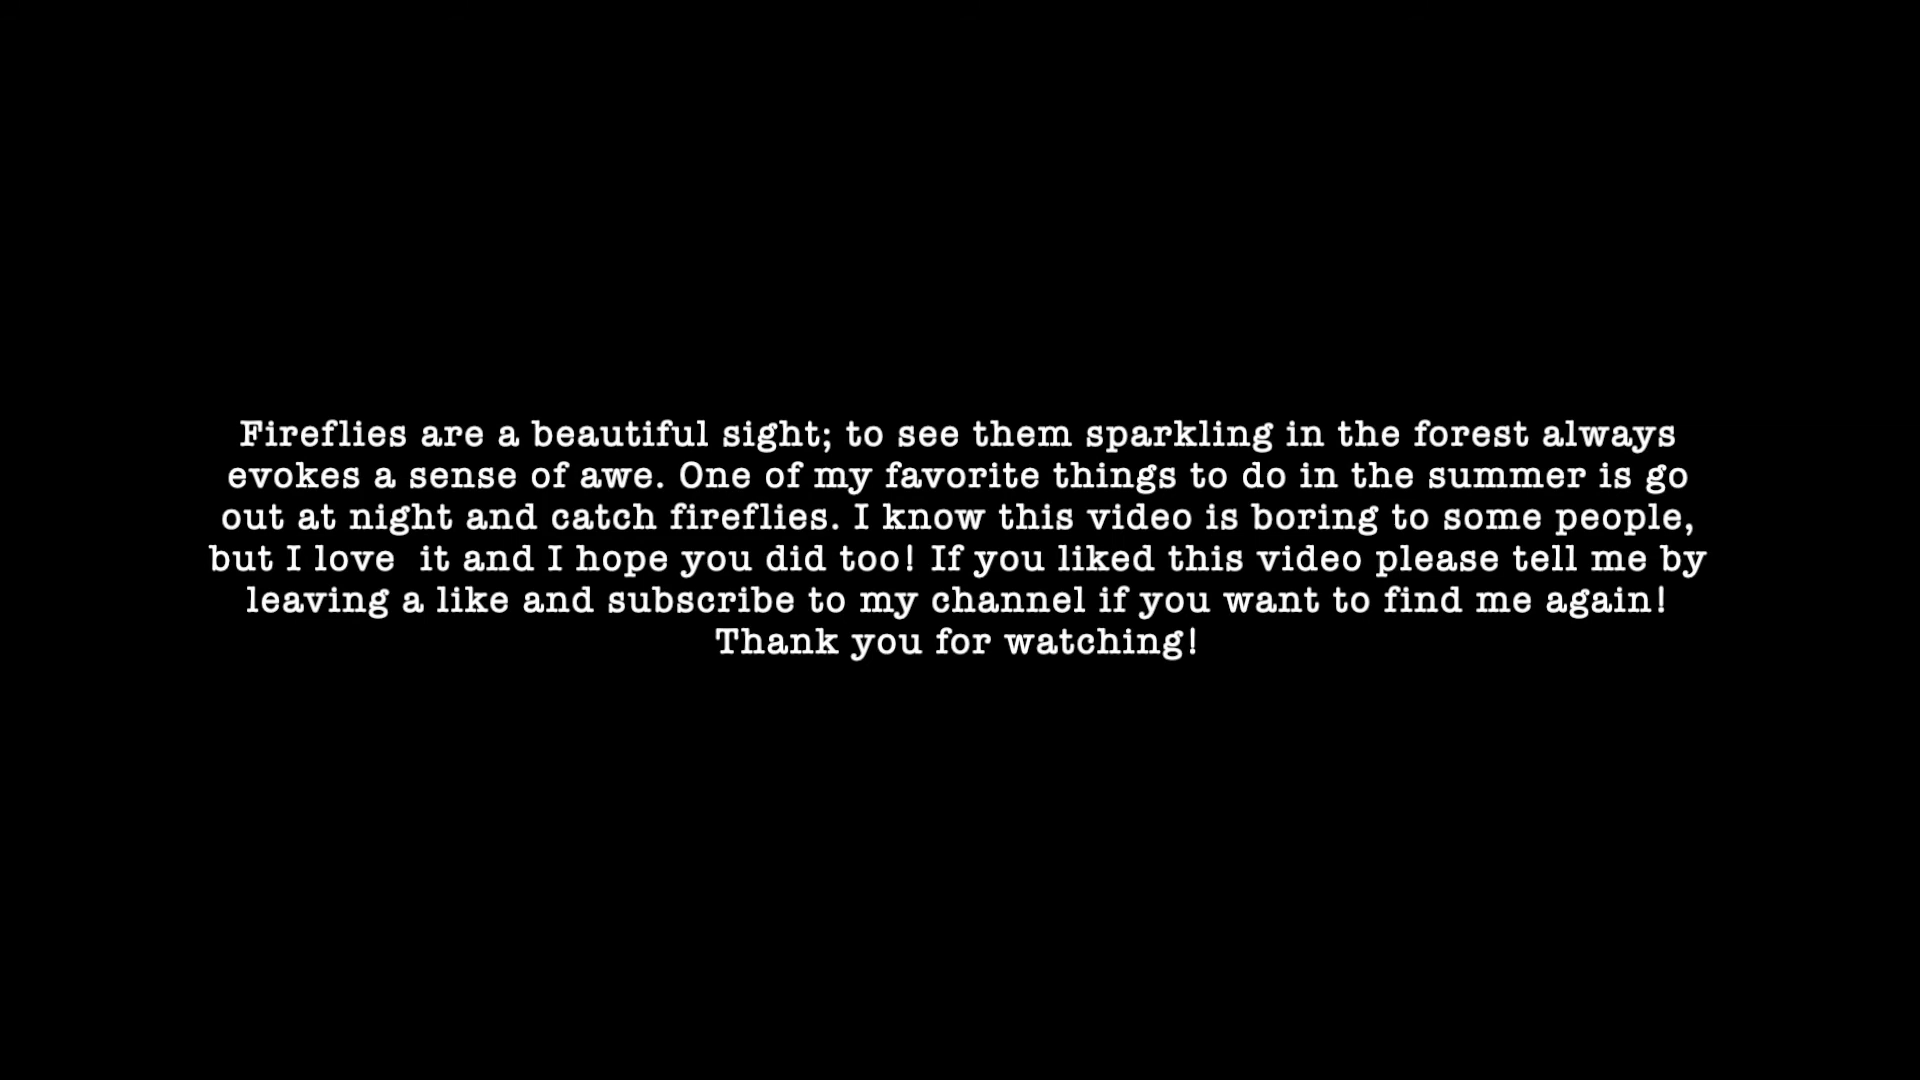 Fireflies are a beautiful sight; to see them sparkling in the forest always
evokes a sense of awe. One of my favorite things to do in the summer is go
out at night and catch fireflies. I know this video is boring to some people,
but I love  it and I hope you did too! If you liked this video please tell me by
leaving a like and subscribe to my channel if you want to find me again!
Thank you for watching!